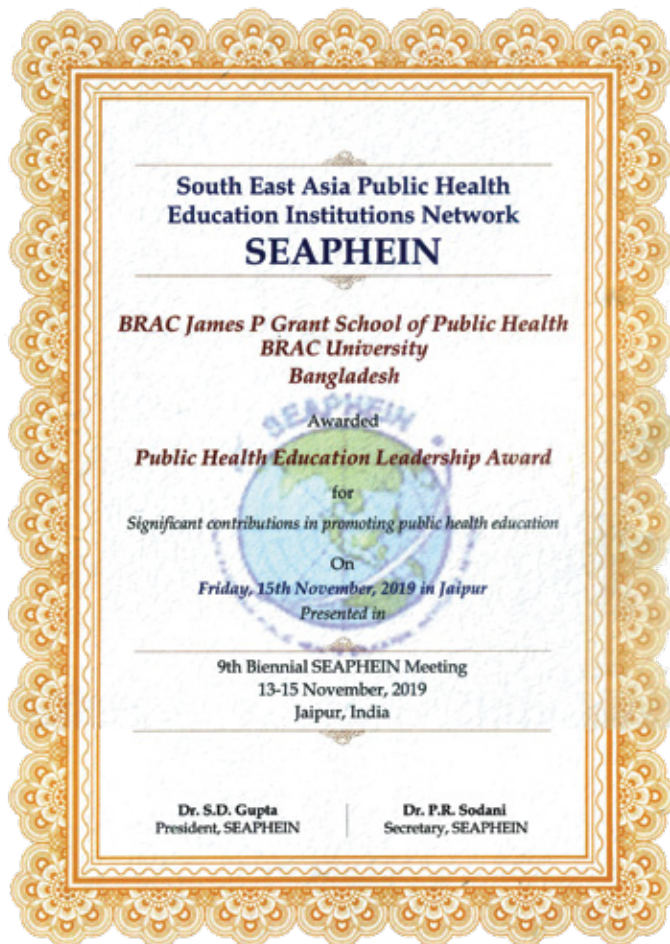 South East Asia Public Health
Education Institutions Network
SEAPHEIN
BRAC James P Grant School of Public Health
BRAC University
Bangladesh
SEAPHEIN
Awarded
Public Health Education Leadership Award
for
Significant contributions in promoting public health education
On
Friday, 15th November, 2019 in Jaipur
Presented in
9th Biennial SEAPHEIN Meeting
13-15 November, 2019
Jaipur, India
Dr. S.D. Gupta
President, SEAPHEIN
Dr. P.R. Sodani
Secretary, SEAPHEIN